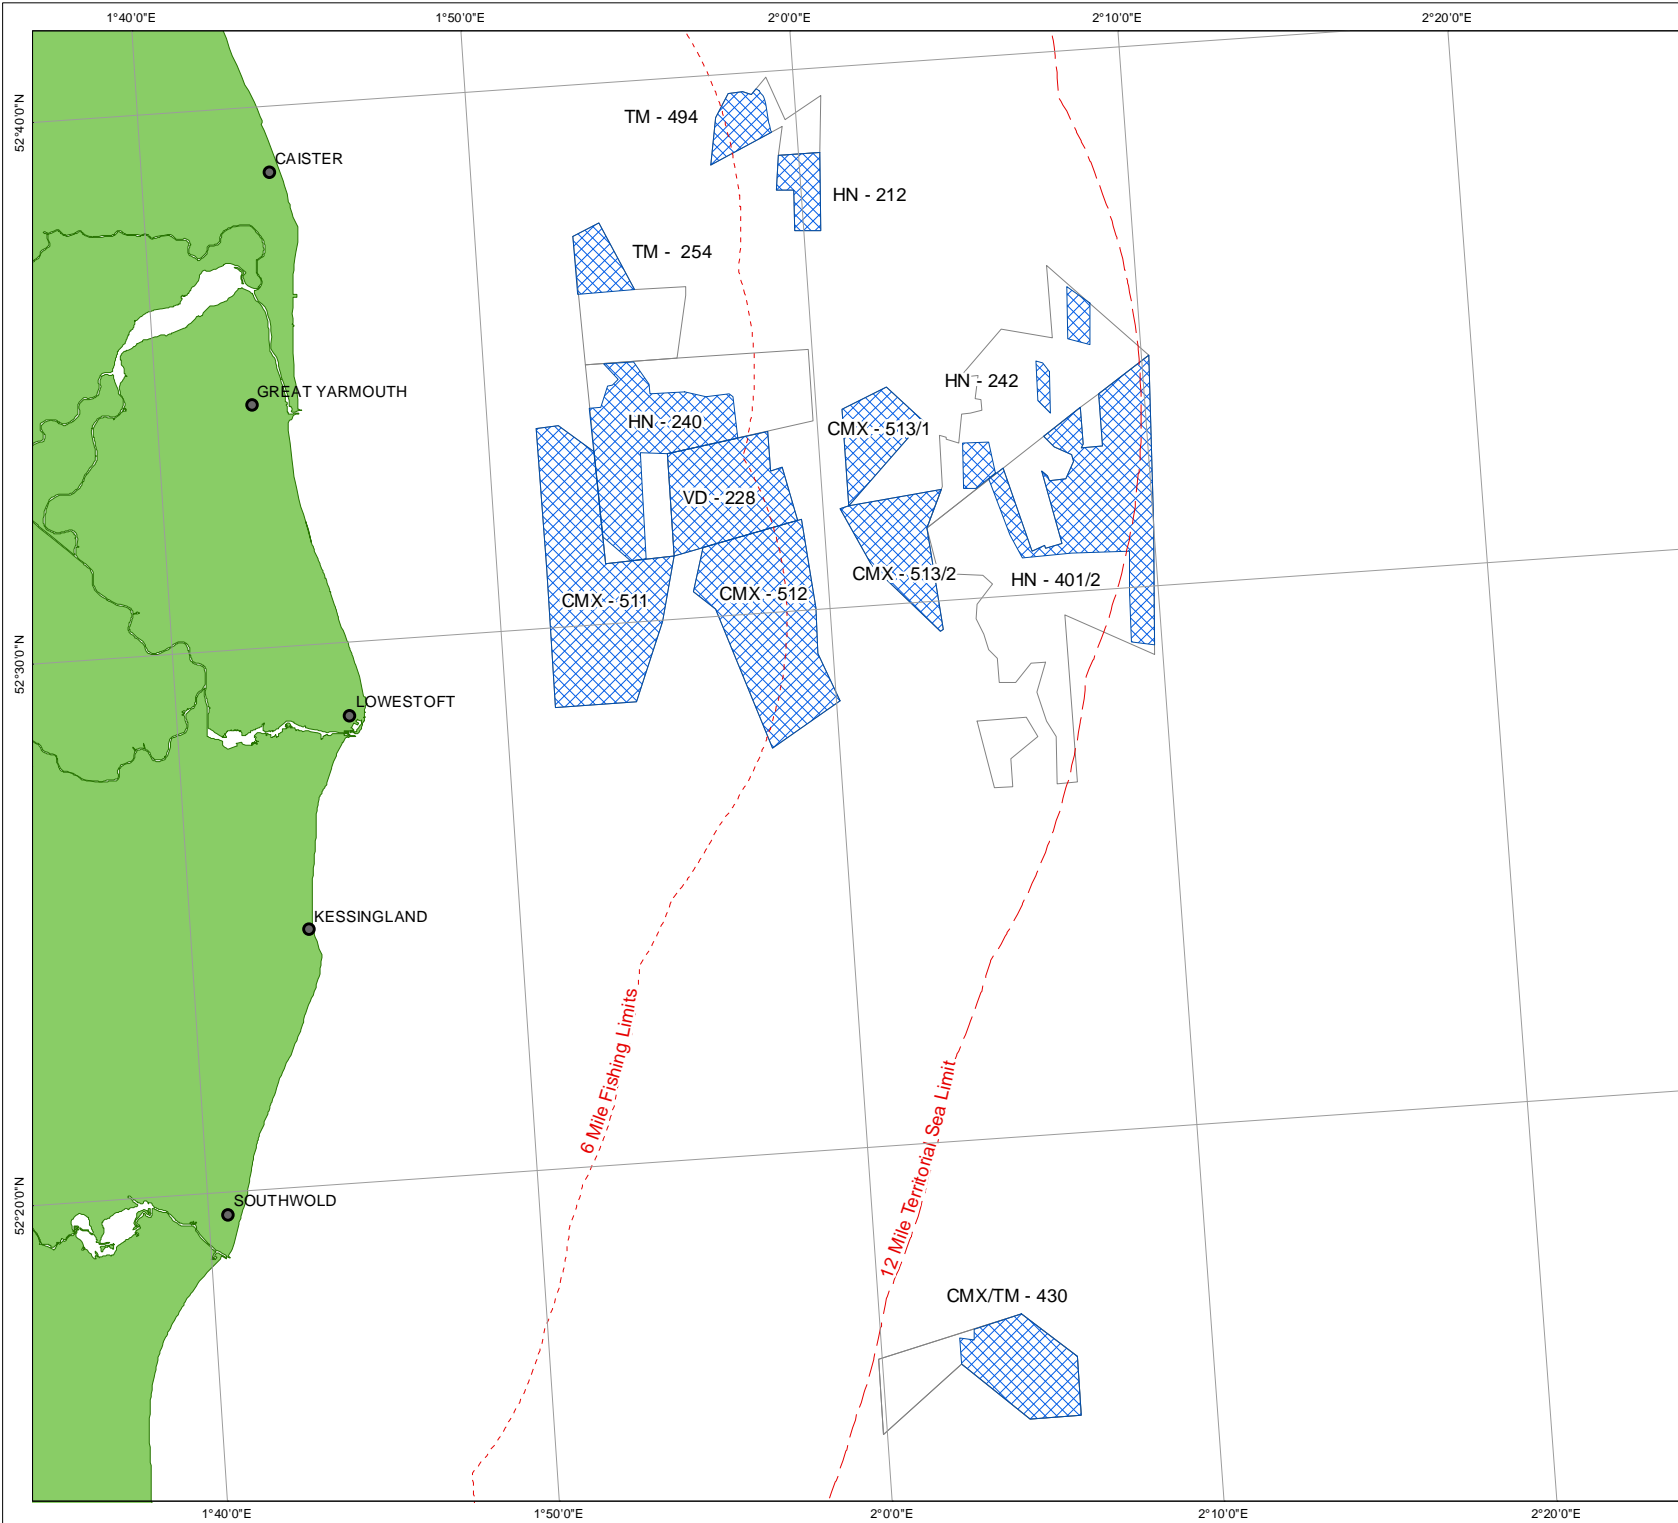 1°40'0"E
1°50'0"E
2°0'0"E
2°10'0"E
2°20'0"E
52°40'0"N
TM - 494
CAISTER
HN - 212
TM -  254
HN - 242
GREAT YARMOUTH
HN - 240
CMX - 513/1
VD - 228
CMX - 513/2
HN - 401/2
CMX - 511
CMX - 512
52°30'0"N
LOWESTOFT
KESSINGLAND
6 Mile Fishing Limits
12 Mile Territorial Sea Limit
52°20'0"N
SOUTHWOLD
CMX/TM - 430
1°40'0"E
1°50'0"E
2°0'0"E
2°10'0"E
2°20'0"E